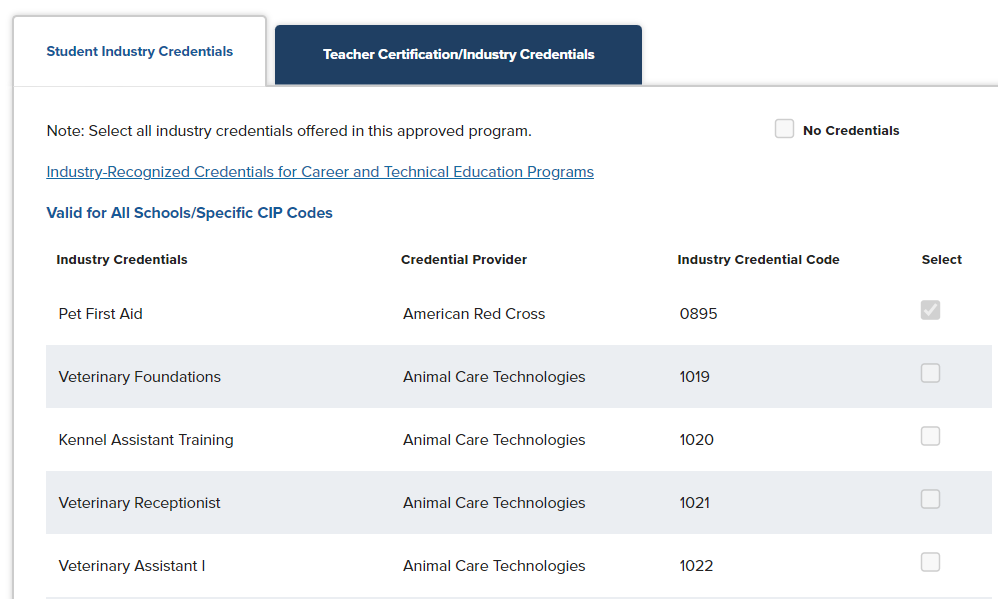 Student Industry Credentials
Teacher Certification/Industry Credentials
Note: Select all industry credentials offered in this approved program.
No Credentials
Industry-Recognized Credentials for Career and Technical Education Programs
Valid for All Schools/Specific CIP Codes
Industry Credentials Credential Provider Industry Credential Code Select
Pet First Aid American Red Cross 0895
Veterinary Foundations Animal Care Technologies 1019
Kennel Assistant Training Animal Care Technologies 1020
Veterinary Receptionist Animal Care Technologies 1021
Veterinary Assistant I Animal Care Technologies 1022